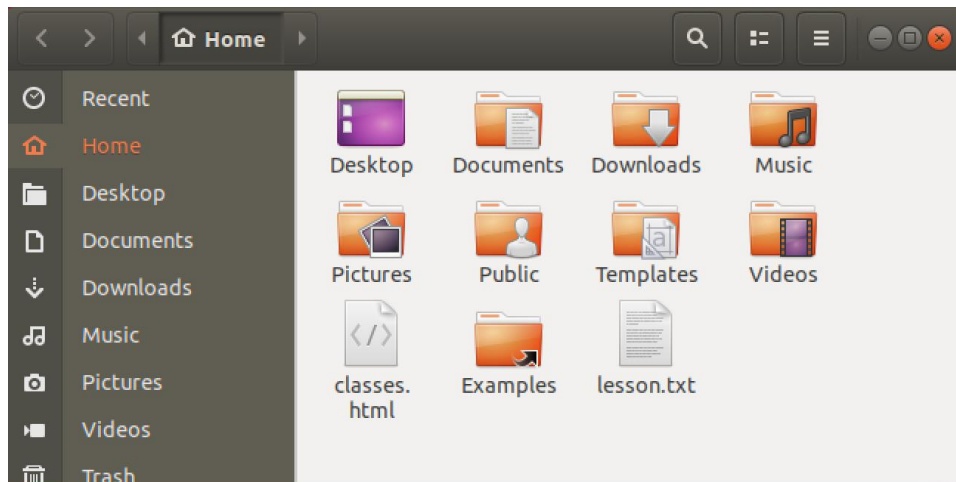 Home
Recent
Home
Desktop
Documents
Downloads
Music
Pictures
Videos
Trash
Desktop Documents Downloads Music
Pictures Public Templates Videos
classes. Examples lesson.txt
html